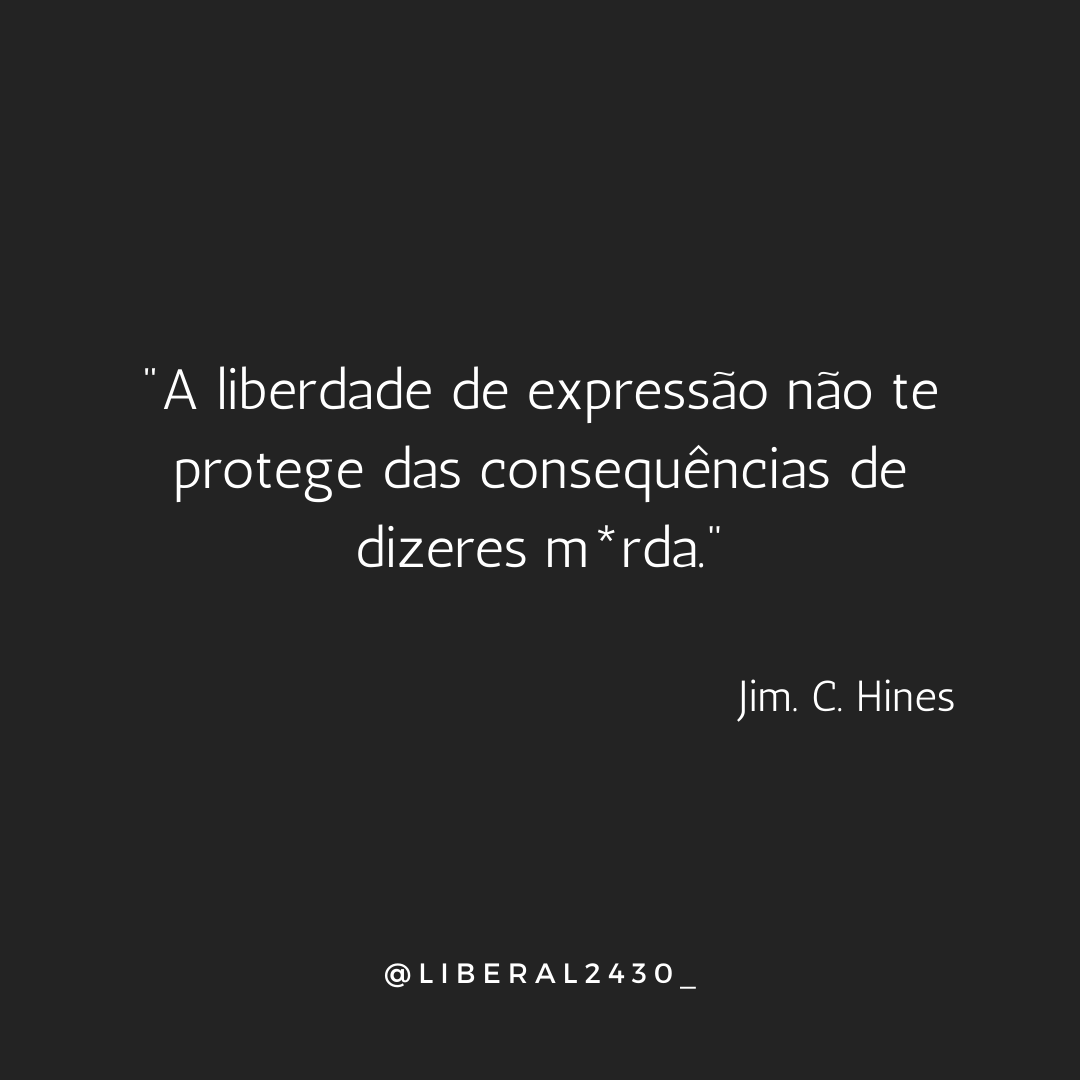 "A liberdade de expressão não te
protege das consequências de
dizeres m*rda."
Jim. C. Hines
@LIBERAL2430_